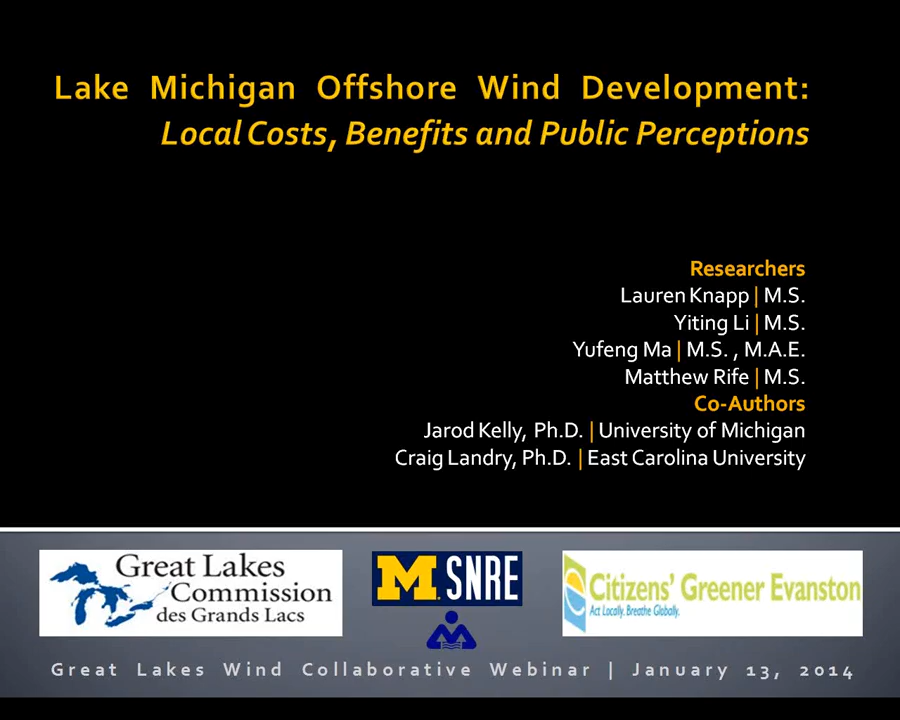 Lake Michigan Offshore Wind Development:
Local Costs, Benefits and Public Perceptions
Researchers
Lauren Knapp | M.S.
Yiting Li | M.S.
Yufeng Ma | M.S. , M.A.E.
Matthew Rife | M.S.
Co-Authors
Jarod Kelly, Ph.D. | University of Michigan
Craig Landry, Ph.D. | East Carolina University
Great Lakes
Commission
des Grands Lacs
M SNRE
Citizens' Greener Evanston
Act Locally. Breathe Globally.
Great Lakes Wind Collaborative Webinar | January 13, 2014